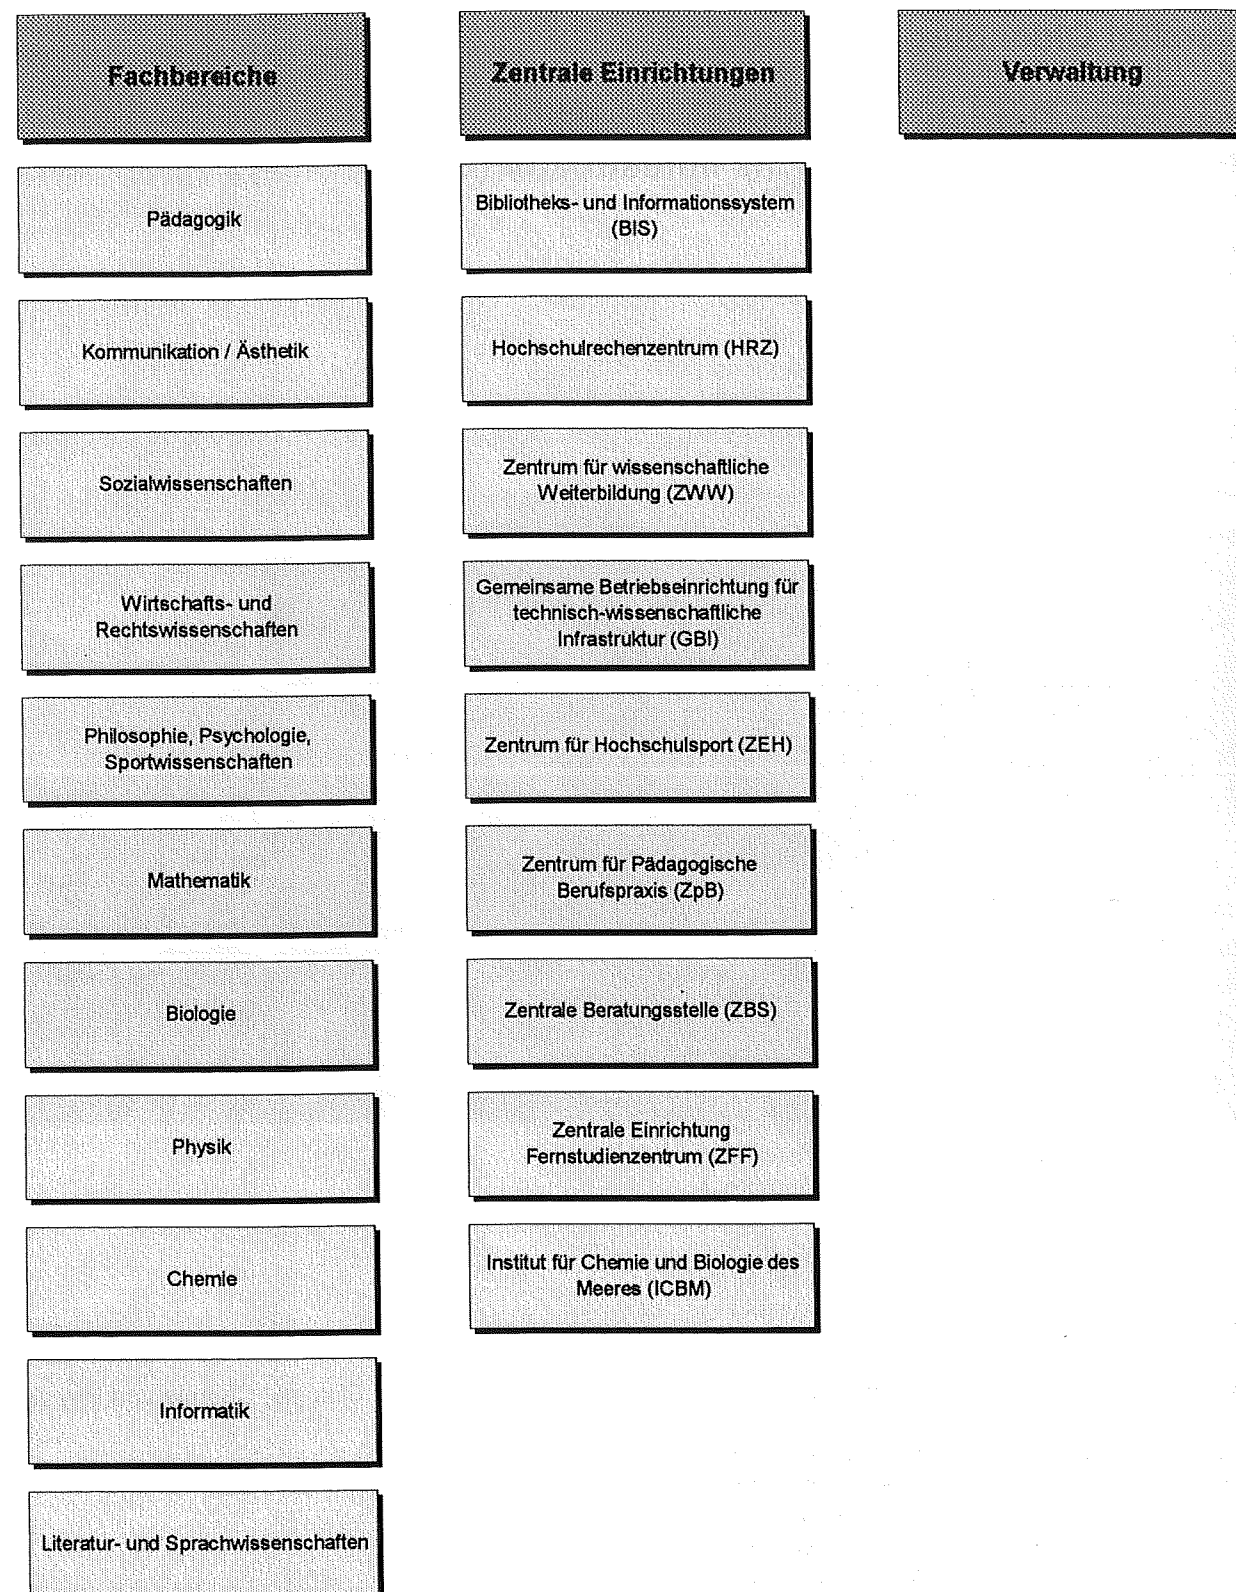 Fachbereiche
Pädagogik
Kommunikation / Ästhetik
Sozialwissenschaften
Wirtschafts- und
Rechtswissenschaften
Philosophie, Psychologie,
Sportwissenschaften
Mathematik
Biologie
Physik
Chemie
Informatik
Literatur- und Sprachwissenschaften
Zentrale Einrichtungen
Bibliotheks- und Informationssystem
(BIS)
Hochschulrechenzentrum (HRZ)
Zentrum für wissenschaftliche
Weiterbildung (ZWW)
Gemeinsame Betriebseinrichtung für
technisch-wissenschaftliche
Infrastruktur (GBI)
Zentrum für Hochschulsport (ZEH)
Zentrum für Pädagogische
Berufspraxis (ZpB)
Zentrale Beratungsstelle (ZBS)
Zentrale Einrichtung
Fernstudienzentrum (ZFF)
Institut für Chemie und Biologie des
Meeres (ICBM)
Verwaltung